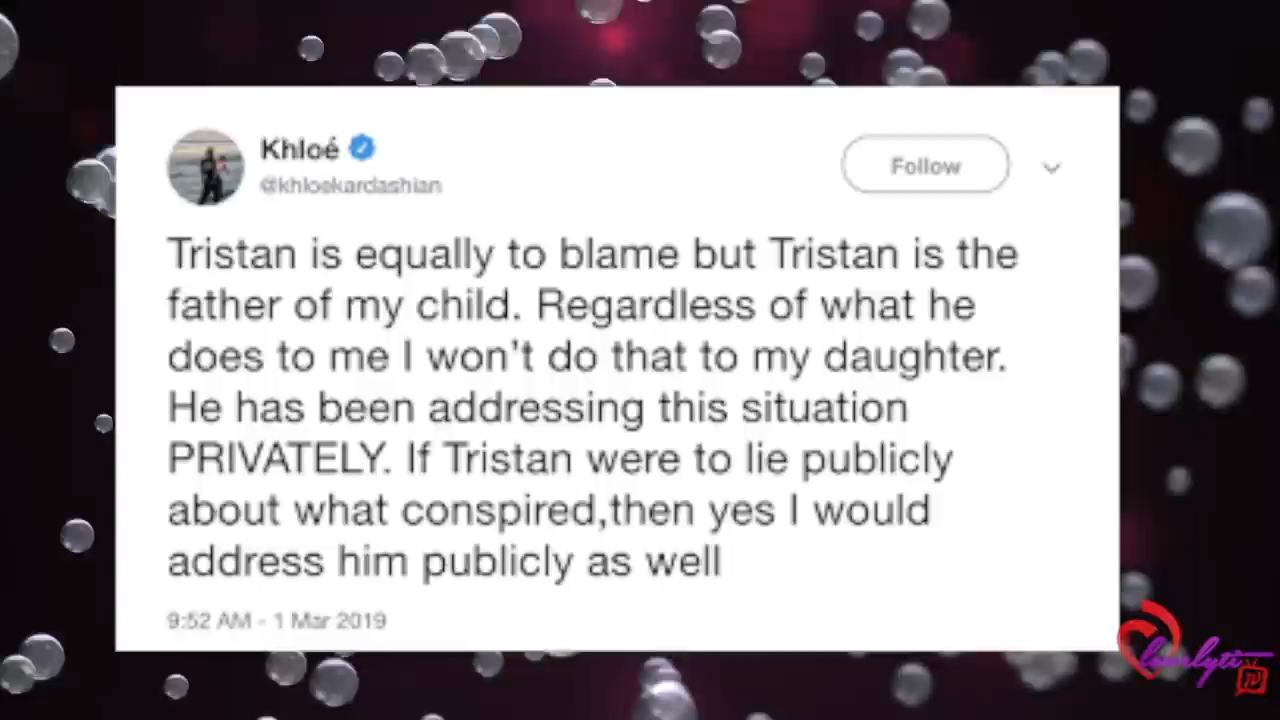 Khloé
@khloekardashian
Follow
Tristan is equally to blame but Tristan is the
father of my child. Regardless of what he
does to me I won't do that to my daughter.
He has been addressing this situation
PRIVATELY. If Tristan were to lie publicly
about what conspired,then yes I would
address him publicly as well
9:52 AM - 1 Mar 2019
lovelyti
TV